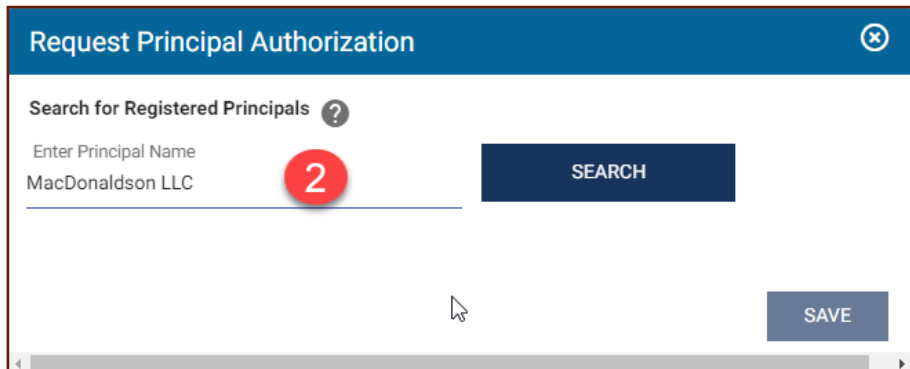 Request Principal Authorization
Search for Registered Principals ?
Enter Principal Name
MacDonaldson LLC
2
SEARCH
SAVE